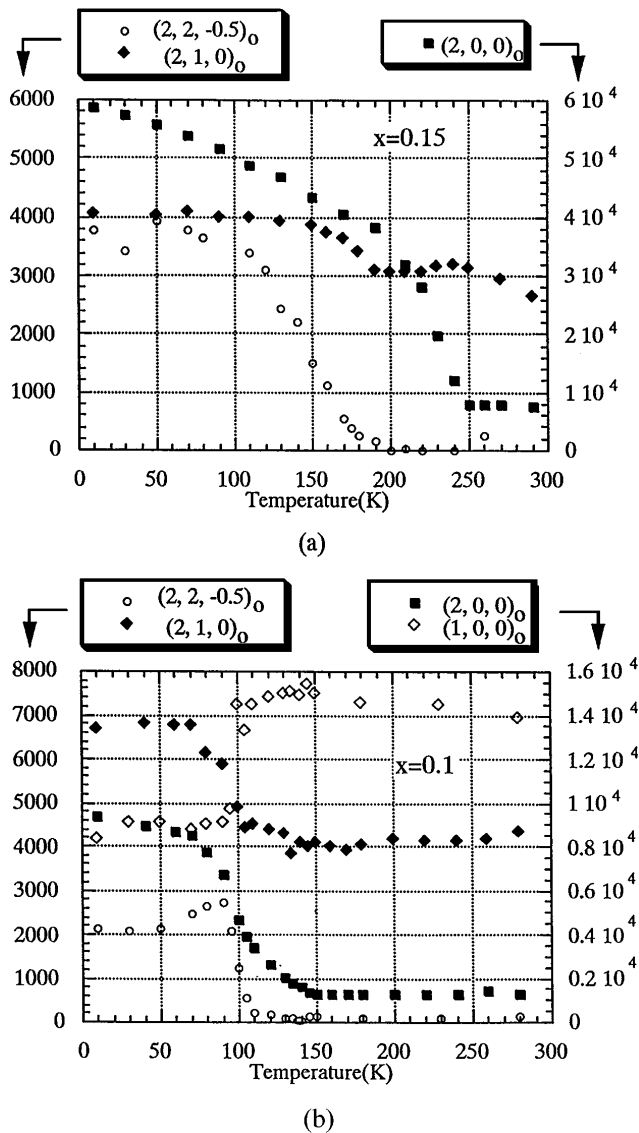 (2, 2, -0.5)o
(2, 1, 0)o
(2, 0, 0)o
6000
5000
4000
3000
2000
1000
0
x=0.15
6 10 4
5 10 4
4 10 4
3 10 4
2 10 4
1 10 4
0
0 50 100 150 200 250 300
Temperature(K)
(a)
(2, 2, -0.5)o
(2, 1, 0)o
(2, 0, 0)o
(1, 0, 0)o
8000
7000
6000
5000
4000
3000
2000
1000
0
x=0.1
1.6 10 4
1.4 10 4
1.2 10 4
1 10 4
0.8 10 4
0.6 10 4
0.4 10 4
0.2 10 4
0
0 50 100 150 200 250 300
Temperature(K)
(b)